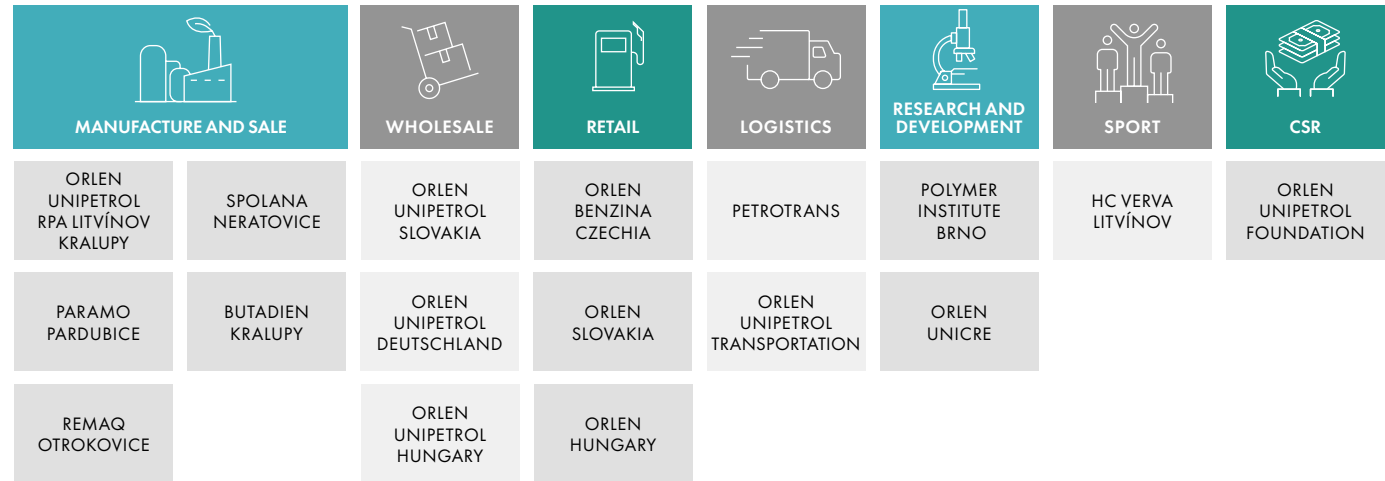 MANUFACTURE AND SALE
WHOLESALE
RETAIL
LOGISTICS
RESEARCH AND
DEVELOPMENT
SPORT
CSR
ORLEN
UNIPETROL
RPA LITVÍNOV
KRALUPY
SPOLANA
NERATOVICE
ORLEN
UNIPETROL
SLOVAKIA
ORLEN
BENZINA
CZECHIA
PETROTRANS
POLYMER
INSTITUTE
BRNO
HC VERVA
LITVÍNOV
ORLEN
UNIPETROL
FOUNDATION
PARAMO
PARDUBICE
BUTADIEN
KRALUPY
ORLEN
UNIPETROL
DEUTSCHLAND
ORLEN
SLOVAKIA
ORLEN
UNIPETROL
TRANSPORTATION
ORLEN
UNICRE
REMAQ
OTROKOVICE
ORLEN
UNIPETROL
HUNGARY
ORLEN
HUNGARY